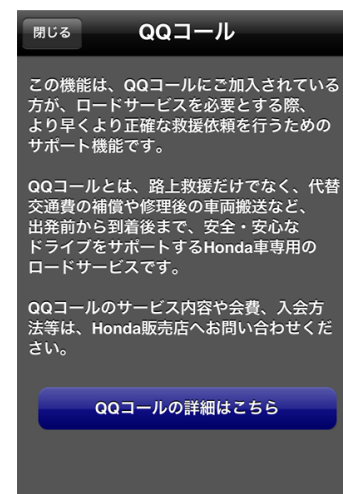 閉じる
QQコール
この機能は、QQコールにご加入されている
方が、ロードサービスを必要とする際、
より早くより正確な救援依頼を行うための
サポート機能です。
QQコールとは、路上救援だけでなく、代替
交通費の補償や修理後の車両搬送など、
出発前から到着後まで、安全・安心な
ドライブをサポートするHonda車専用の
ロードサービスです。
QQコールのサービス内容や会費、入会方
法等は、Honda販売店へお問い合わせくだ
さい。
QQコールの詳細はこちら